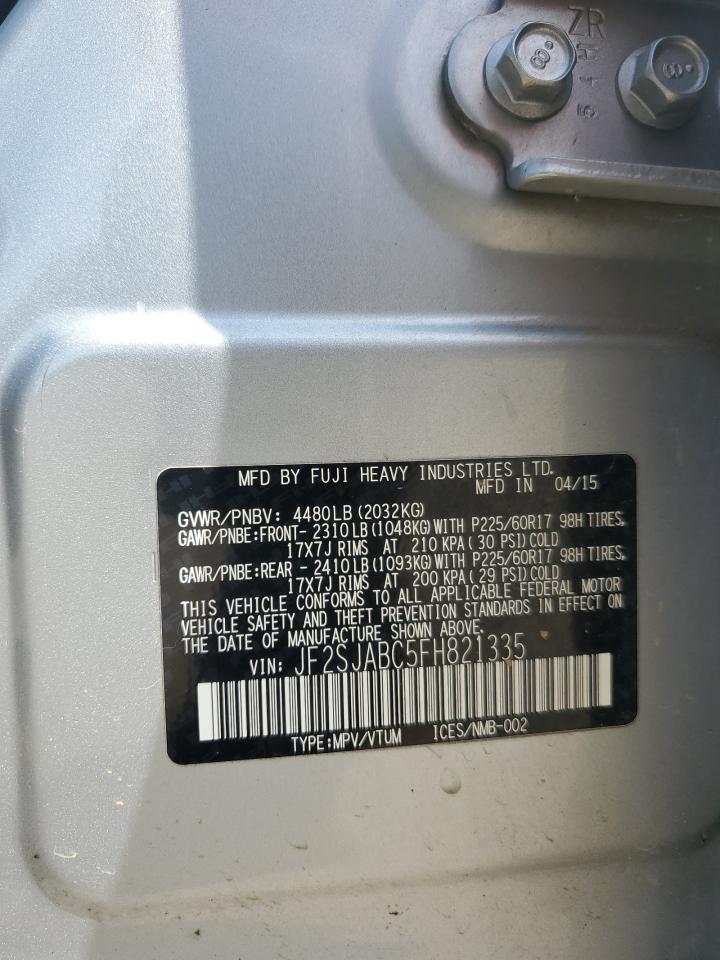 ZR
8
8
MFD BY FUJI HEAVY INDUSTRIES LTD.
MFD IN 04/15
GVWR/PNBV: 4480LB(2032KG)
GAWR/PNBE:FRONT- 2310LB(1048KG)WITH P225/60R17 98H TIRES,
17X7J RIMS AT 210 KPA(30 PSI)COLD
GAWR/PNBE:REAR - 2410LB(1093KG)WITH P225/60R17 98H TIRES,
17X7J RIMS AT 200 KPA(29 PSI)COLD
THIS VEHICLE CONFORMS TO ALL APPLICABLE FEDERAL MOTOR
VEHICLE SAFETY AND THEFT PREVENTION STANDARDS IN EFFECT ON
THE DATE OF MANUFACTURE SHOWN ABOVE.
VIN: JF2SJABC5FH821335
TYPE:MPV/VTUM ICES/NMB-002